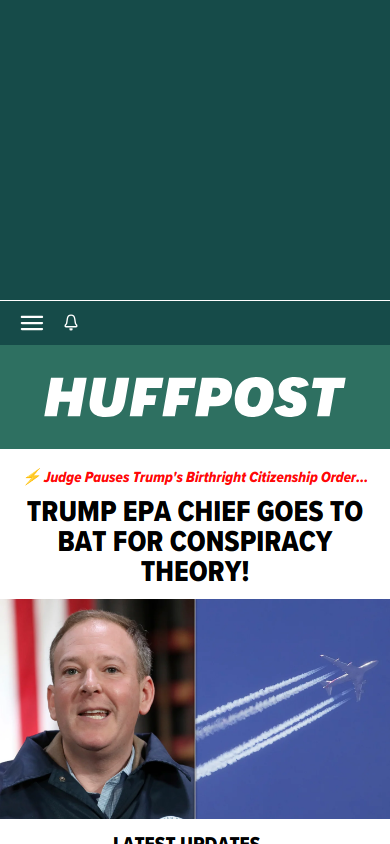 HUFFPOST
⚡ Judge Pauses Trump's Birthright Citizenship Order...
TRUMP EPA CHIEF GOES TO
BAT FOR CONSPIRACY
THEORY!
LATEST UPDATES